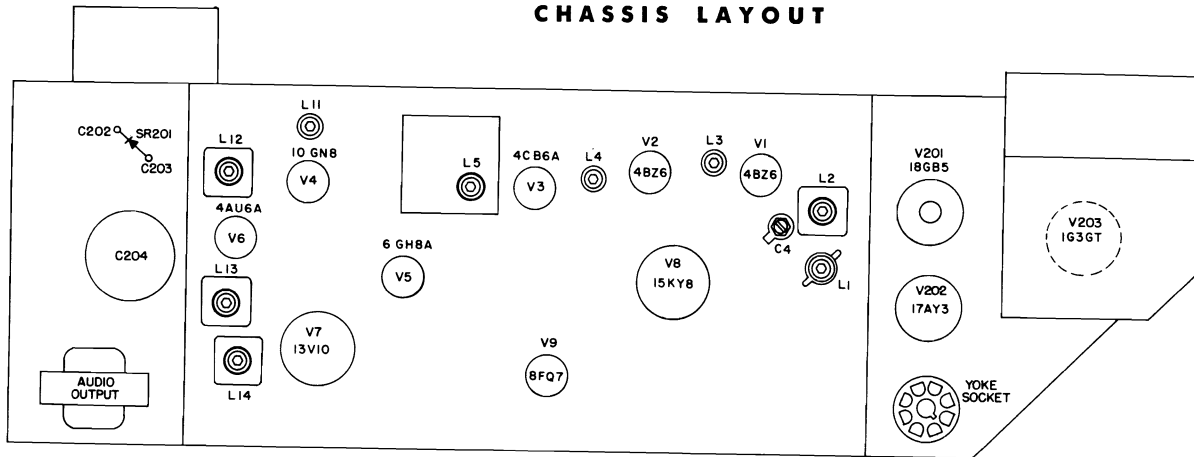 CHASSIS LAYOUT
C202
SR201
C203
C204
AUDIO
OUTPUT
L12
L11
10 GN8
V4
4AU6A
V6
L13
L14
V7
13V10
6 GH8A
V5
L5
4CB6A
V3
L4
V2
4BZ6
L3
V1
4BZ6
L2
C4
L1
V8
15KY8
V9
8FQ7
V201
18GB5
V202
17AY3
YOKE
SOCKET
V203
1G3GT